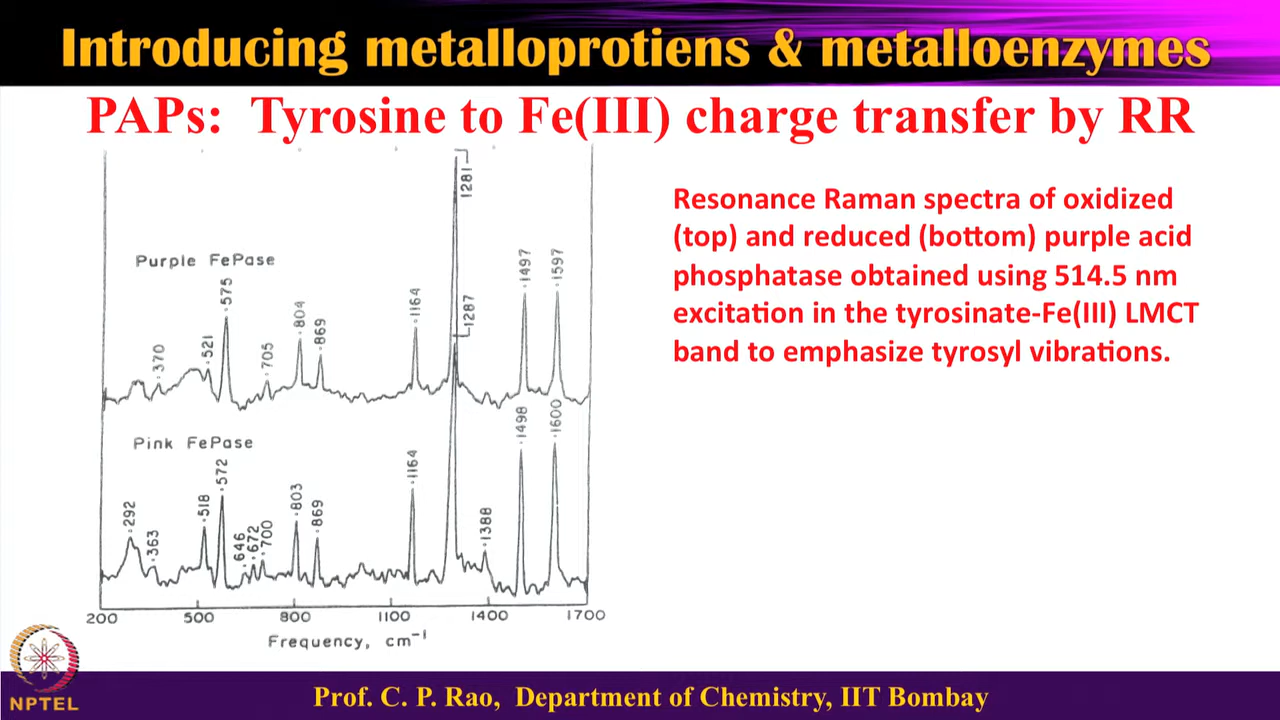 Introducing metalloprotiens & metalloenzymes
PAPs: Tyrosine to Fe(III) charge transfer by RR
Resonance Raman spectra of oxidized
(top) and reduced (bottom) purple acid
phosphatase obtained using 514.5 nm
excitation in the tyrosinate-Fe(III) LMCT
band to emphasize tyrosyl vibrations.
Purple FePase
370
521
575
705
804
869
1164
1281
1287
1497
1597
Pink FePase
292
363
518
572
646
672
700
803
869
1164
1388
1498
1600
200 500 800 1100 1400 1700
Frequency, cm-1
NPTEL
Prof. C. P. Rao, Department of Chemistry, IIT Bombay